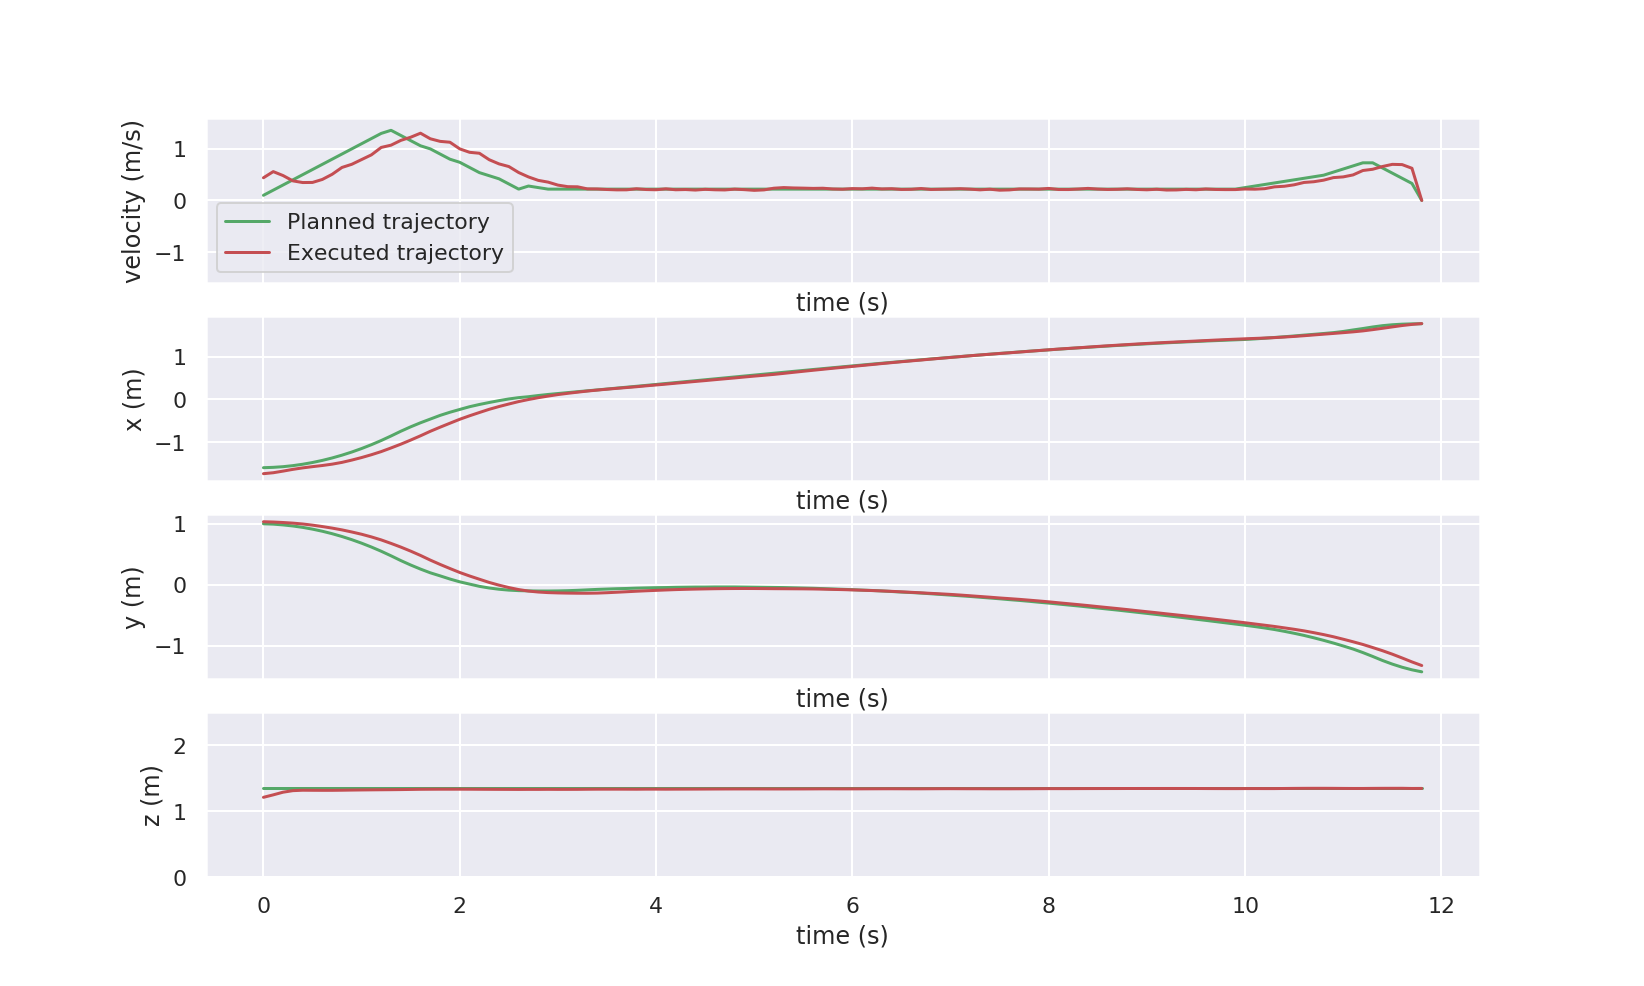 velocity (m/s)
1
0
−1
Planned trajectory
Executed trajectory
time (s)
x (m)
1
0
−1
time (s)
y (m)
1
0
−1
time (s)
z (m)
2
1
0
0 2 4 6 8 10 12
time (s)